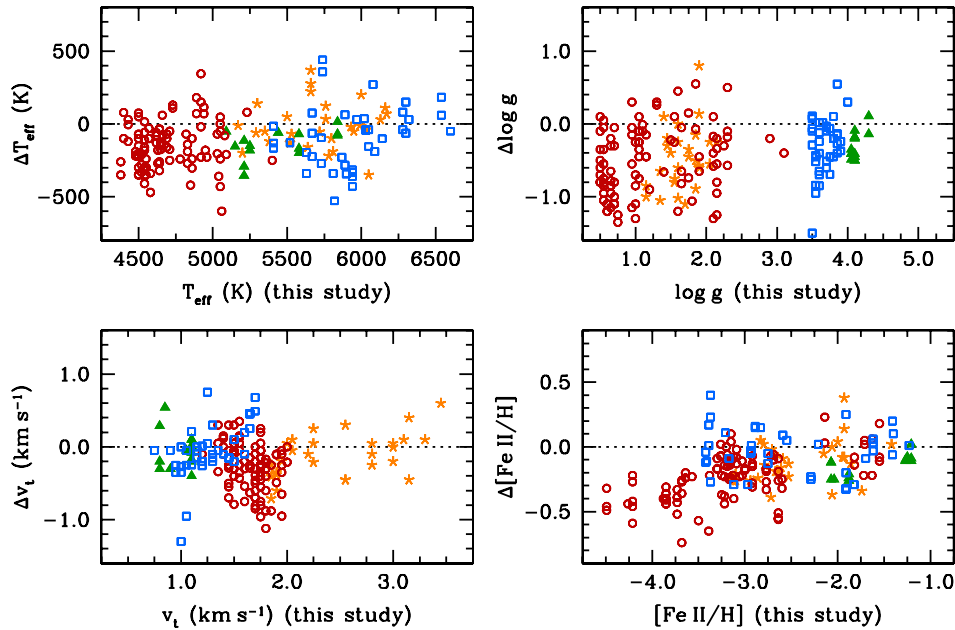 500
0
−500
ΔTeff (K)
4500 5000 5500 6000 6500
Teff (K) (this study)
1.0
0.0
−1.0
Δlog g
1.0 2.0 3.0 4.0 5.0
log g (this study)
1.0
0.0
−1.0
Δvt (km s−1)
1.0 2.0 3.0
vt (km s−1) (this study)
0.5
0.0
−0.5
Δ[Fe II/H]
−4.0 −3.0 −2.0 −1.0
[Fe II/H] (this study)